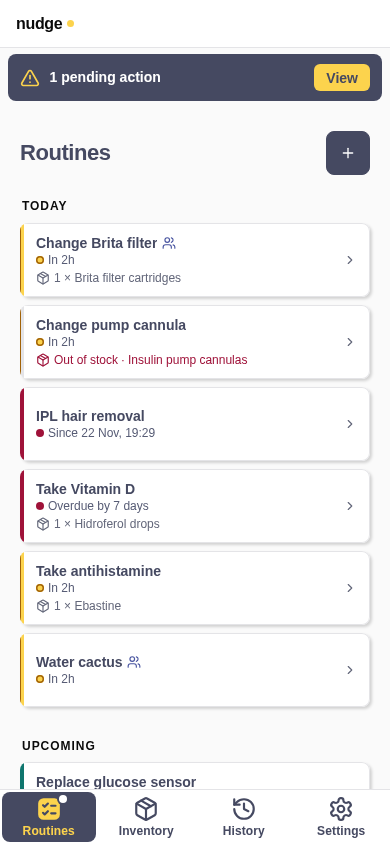 nudge
1 pending action
View
Routines
+
TODAY
Change Brita filter
In 2h
1 × Brita filter cartridges
Change pump cannula
In 2h
Out of stock · Insulin pump cannulas
IPL hair removal
Since 22 Nov, 19:29
Take Vitamin D
Overdue by 7 days
1 × Hidroferol drops
Take antihistamine
In 2h
1 × Ebastine
Water cactus
In 2h
UPCOMING
Replace glucose sensor
Routines
Inventory
History
Settings